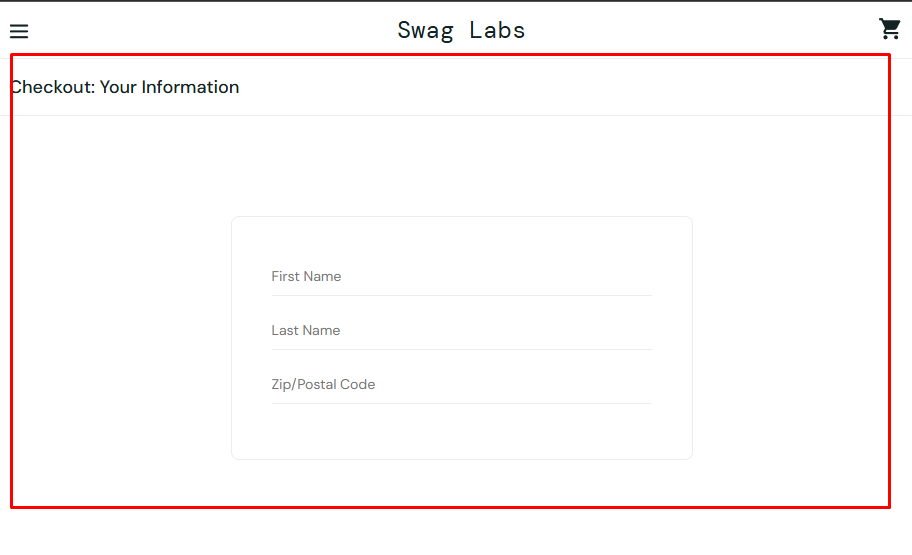 Swag Labs
Checkout: Your Information
First Name
Last Name
Zip/Postal Code